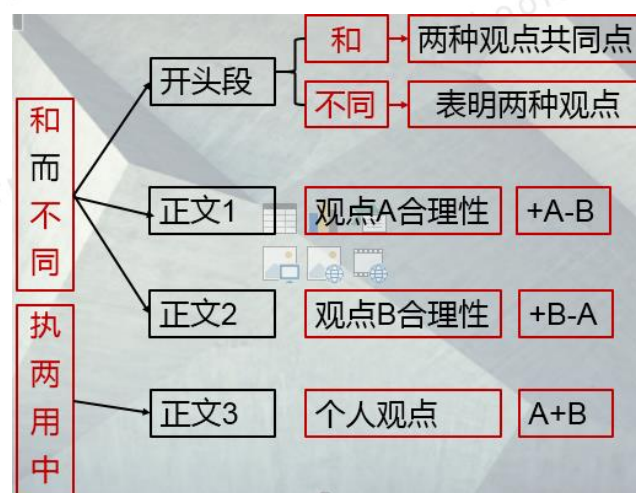 和而不同
开头段
和
两种观点共同点
不同
表明两种观点
正文1
观点A合理性
+A-B
正文2
观点B合理性
+B-A
执两用中
正文3
个人观点
A+B